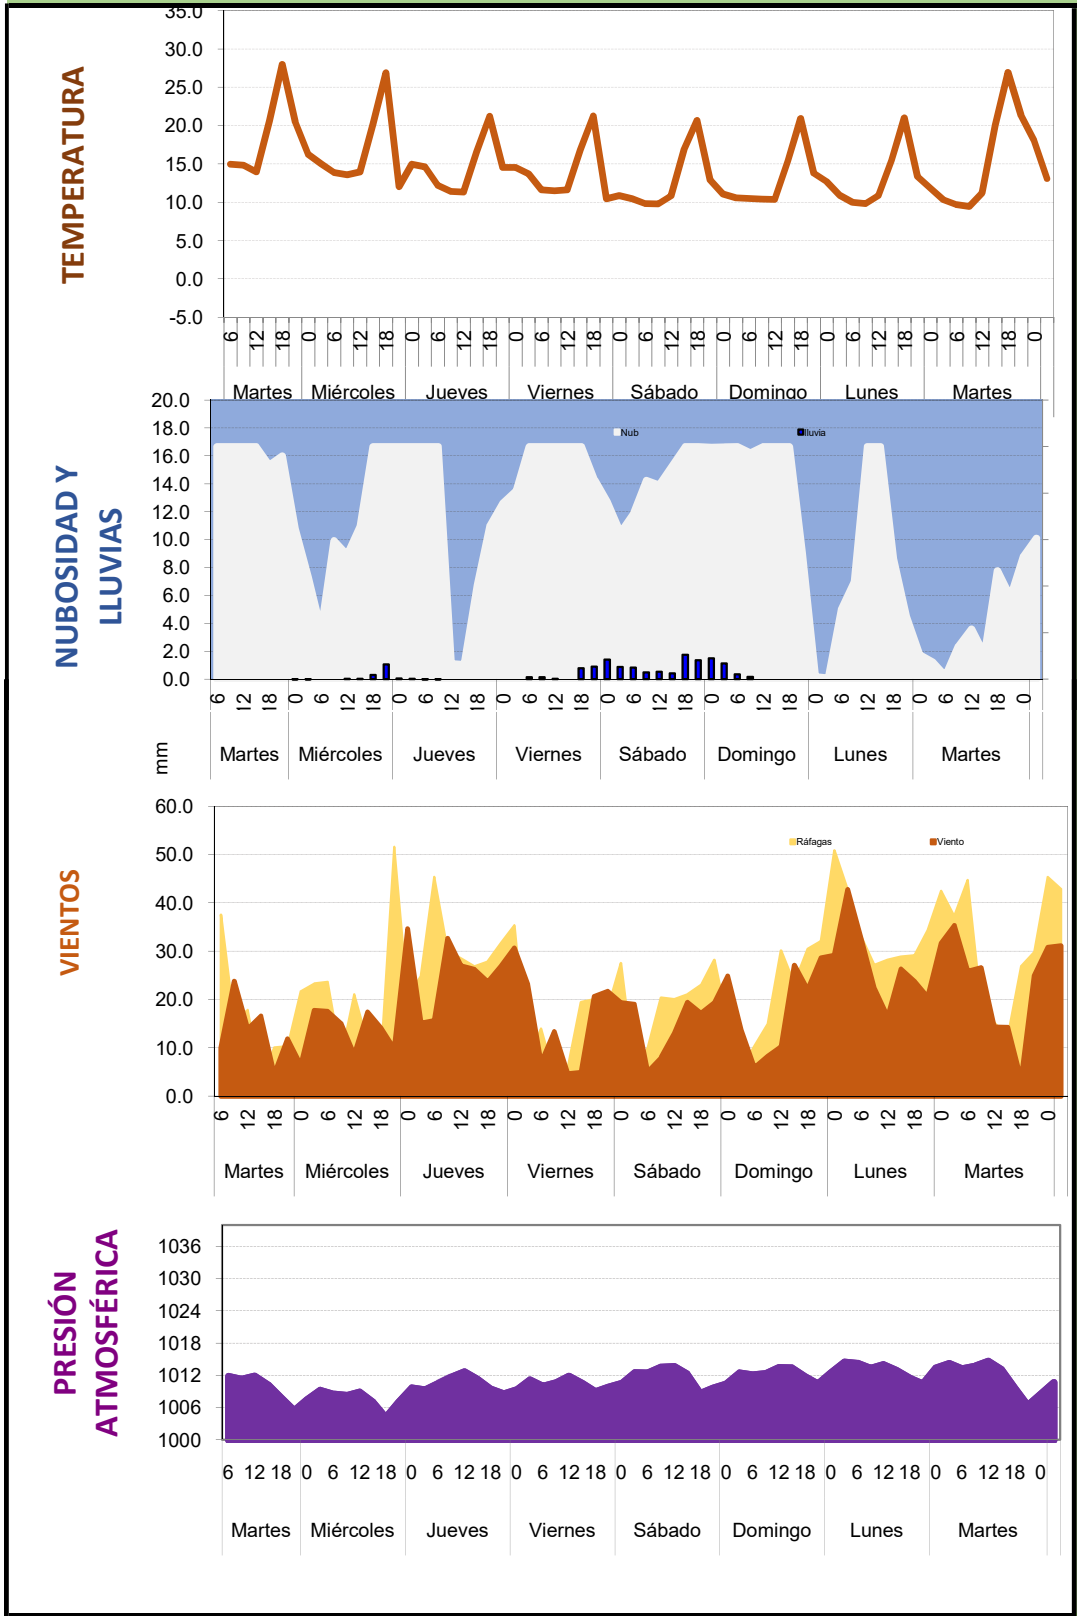 TEMPERATURA
35.0
30.0
25.0
20.0
15.0
10.0
5.0
0.0
-5.0
6 12 18 0 6 12 18 0 6 12 18 0 6 12 18 0 6 12 18 0 6 12 18 0 6 12 18 0 6 12 18 0
Martes Miércoles Jueves Viernes Sábado Domingo Lunes Martes
NUBOSIDAD Y
LLUVIAS
20.0
18.0
16.0
14.0
12.0
10.0
8.0
6.0
4.0
2.0
0.0
Nub lluvia
6 12 18 0 6 12 18 0 6 12 18 0 6 12 18 0 6 12 18 0 6 12 18 0 6 12 18 0 6 12 18 0
mm
Martes Miércoles Jueves Viernes Sábado Domingo Lunes Martes
VIENTOS
60.0
50.0
40.0
30.0
20.0
10.0
0.0
Ráfagas Viento
6 12 18 0 6 12 18 0 6 12 18 0 6 12 18 0 6 12 18 0 6 12 18 0 6 12 18 0 6 12 18 0
Martes Miércoles Jueves Viernes Sábado Domingo Lunes Martes
PRESIÓN
ATMOSFÉRICA
1036
1030
1024
1018
1012
1006
1000
6 12 18 0 6 12 18 0 6 12 18 0 6 12 18 0 6 12 18 0 6 12 18 0 6 12 18 0 6 12 18 0
Martes Miércoles Jueves Viernes Sábado Domingo Lunes Martes